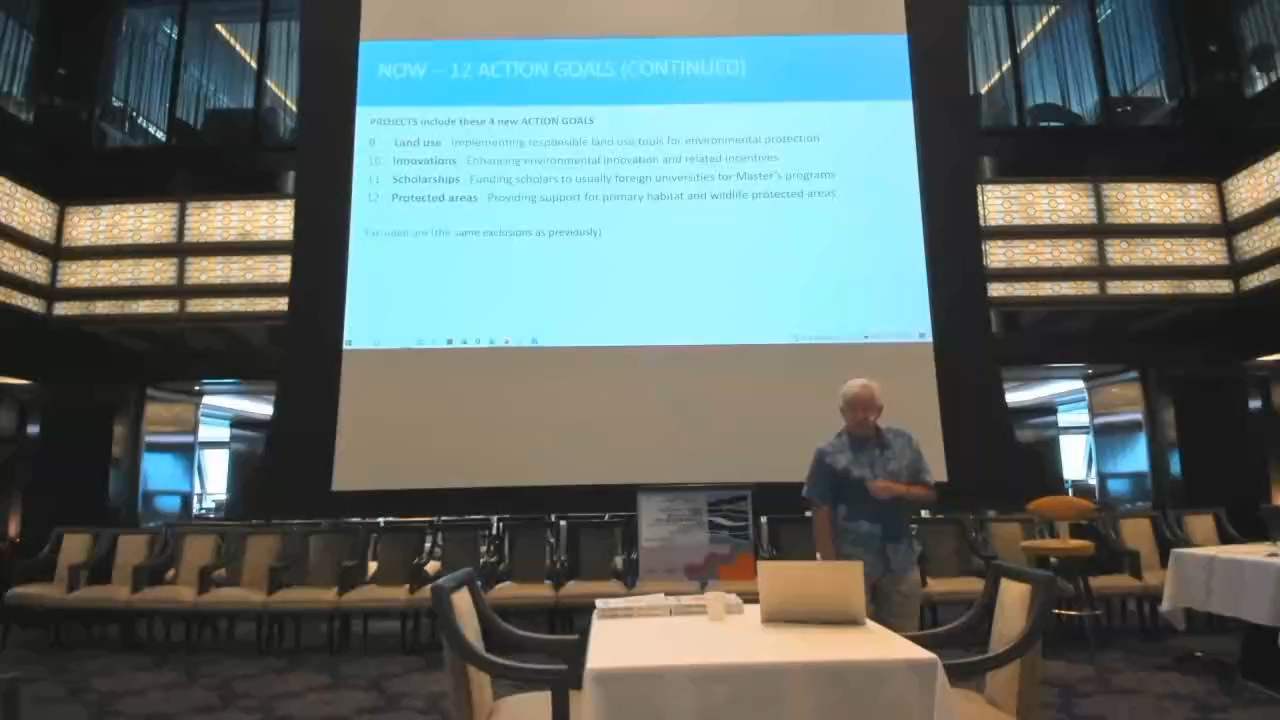 NOW – 12 ACTION GOALS (CONTINUED)
PROJECTS include these 4 new ACTION GOALS
9 Land use Implementing responsible land use tools for environmental protection
10 Innovations Enhancing environmental innovation and related incentives
11 Scholarships Funding scholars to usually foreign universities for Master's programs
12 Protected areas Providing support for primary habitat and wildlife protected areas
Excluded are (the same exclusions as previously)